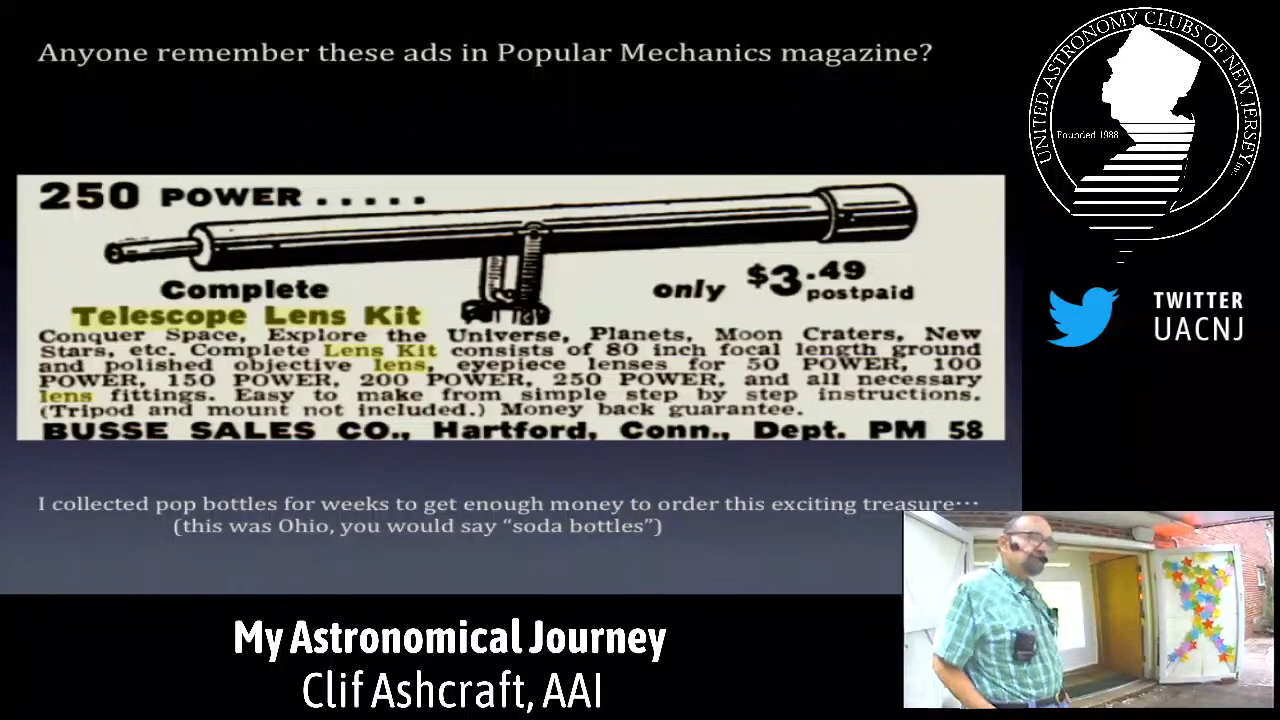 Anyone remember these ads in Popular Mechanics magazine?
250 POWER . . . . .
Complete
only $3.49 postpaid
Telescope Lens Kit
Conquer Space, Explore the Universe, Planets, Moon Craters, New
Stars, etc. Complete Lens Kit consists of 80 inch focal length ground
and polished objective lens, eyepiece lenses for 50 POWER, 100
POWER, 150 POWER, 200 POWER, 250 POWER, and all necessary
lens fittings. Easy to make from simple step by step instructions.
(Tripod and mount not included.) Money back guarantee.
BUSSE SALES CO., Hartford, Conn., Dept. PM 58
I collected pop bottles for weeks to get enough money to order this exciting treasure…
(this was Ohio, you would say “soda bottles”)
My Astronomical Journey
Clif Ashcraft, AAI
UNITED ASTRONOMY CLUBS OF NEW JERSEY Inc.
Founded 1988
TWITTER
UACNJ